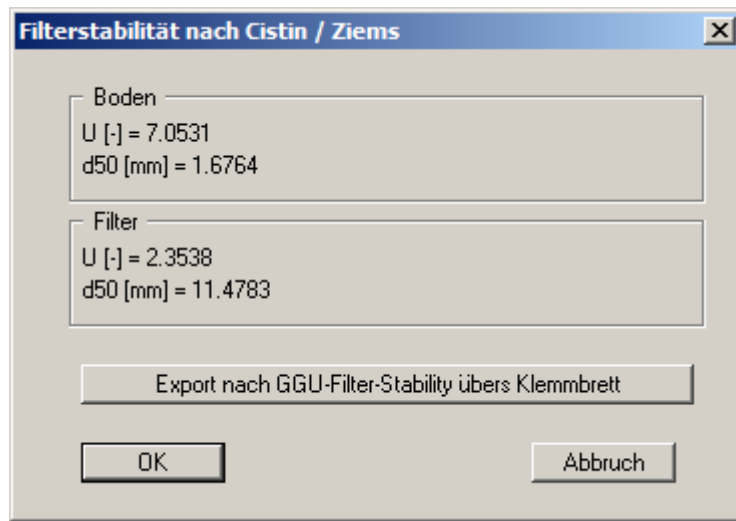 Filterstabilität nach Cistin / Ziems
Boden
U [-] = 7.0531
d50 [mm] = 1.6764
Filter
U [-] = 2.3538
d50 [mm] = 11.4783
Export nach GGU-Filter-Stability übers Klemmbrett
OK
Abbruch